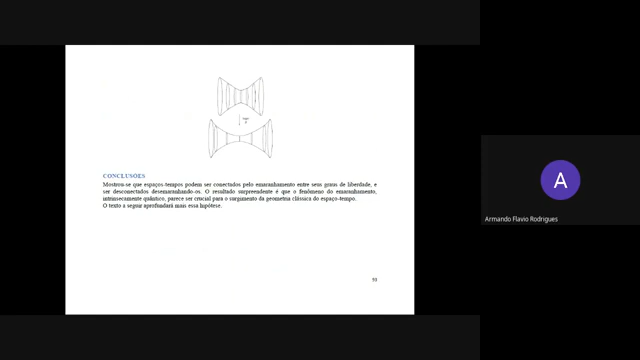 CONCLUSÕES
Mostrou-se que espaços-tempos podem ser conectados pelo emaranhamento entre seus graus de liberdade, e
ser desconectados desemaranhando-os. O resultado surpreendente é que o fenômeno do emaranhamento,
intrinsecamente quântico, parece ser crucial para o surgimento da geometria clássica do espaço-tempo.
O texto a seguir aprofundará mais essa hipótese.
A
Armando Flavio Rodrigues